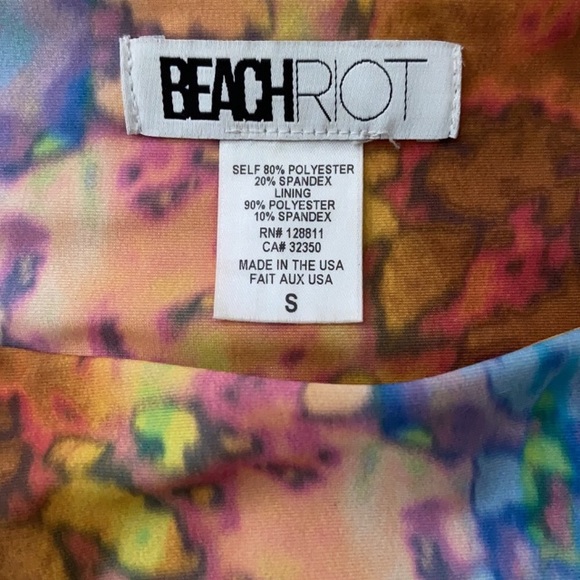 BEACHRIOT
SELF 80% POLYESTER
20% SPANDEX
LINING
90% POLYESTER
10% SPANDEX
RN# 128811
CA# 32350
MADE IN THE USA
FAIT AUX USA
S